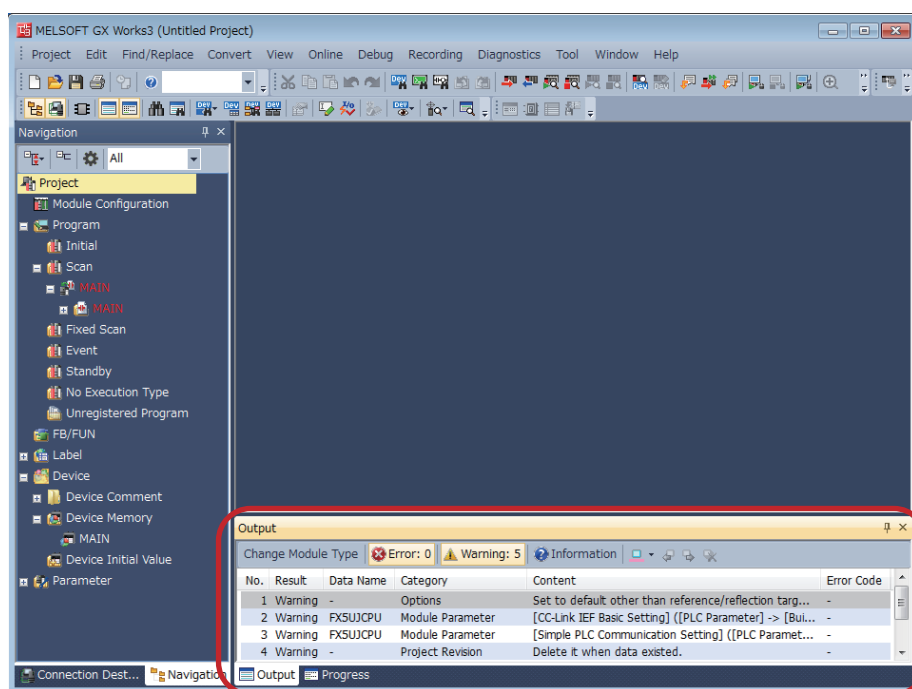 MELSOFT GX Works3 (Untitled Project)
Project Edit Find/Replace Convert View Online Debug Recording Diagnostics Tool Window Help
Navigation
All
Project
Module Configuration
Program
Initial
Scan
MAIN
MAIN
Fixed Scan
Event
Standby
No Execution Type
Unregistered Program
FB/FUN
Label
Device
Device Comment
Device Memory
MAIN
Device Initial Value
Parameter
Connection Dest... Navigation
Output
Change Module Type Error: 0 Warning: 5 Information
No. Result Data Name Category Content Error Code
1 Warning - Options Set to default other than reference/reflection targ... -
2 Warning FX5UJCPU Module Parameter [CC-Link IEF Basic Setting] ([PLC Parameter] -> [Bui... -
3 Warning FX5UJCPU Module Parameter [Simple PLC Communication Setting] ([PLC Paramet... -
4 Warning - Project Revision Delete it when data existed. -
Output Progress